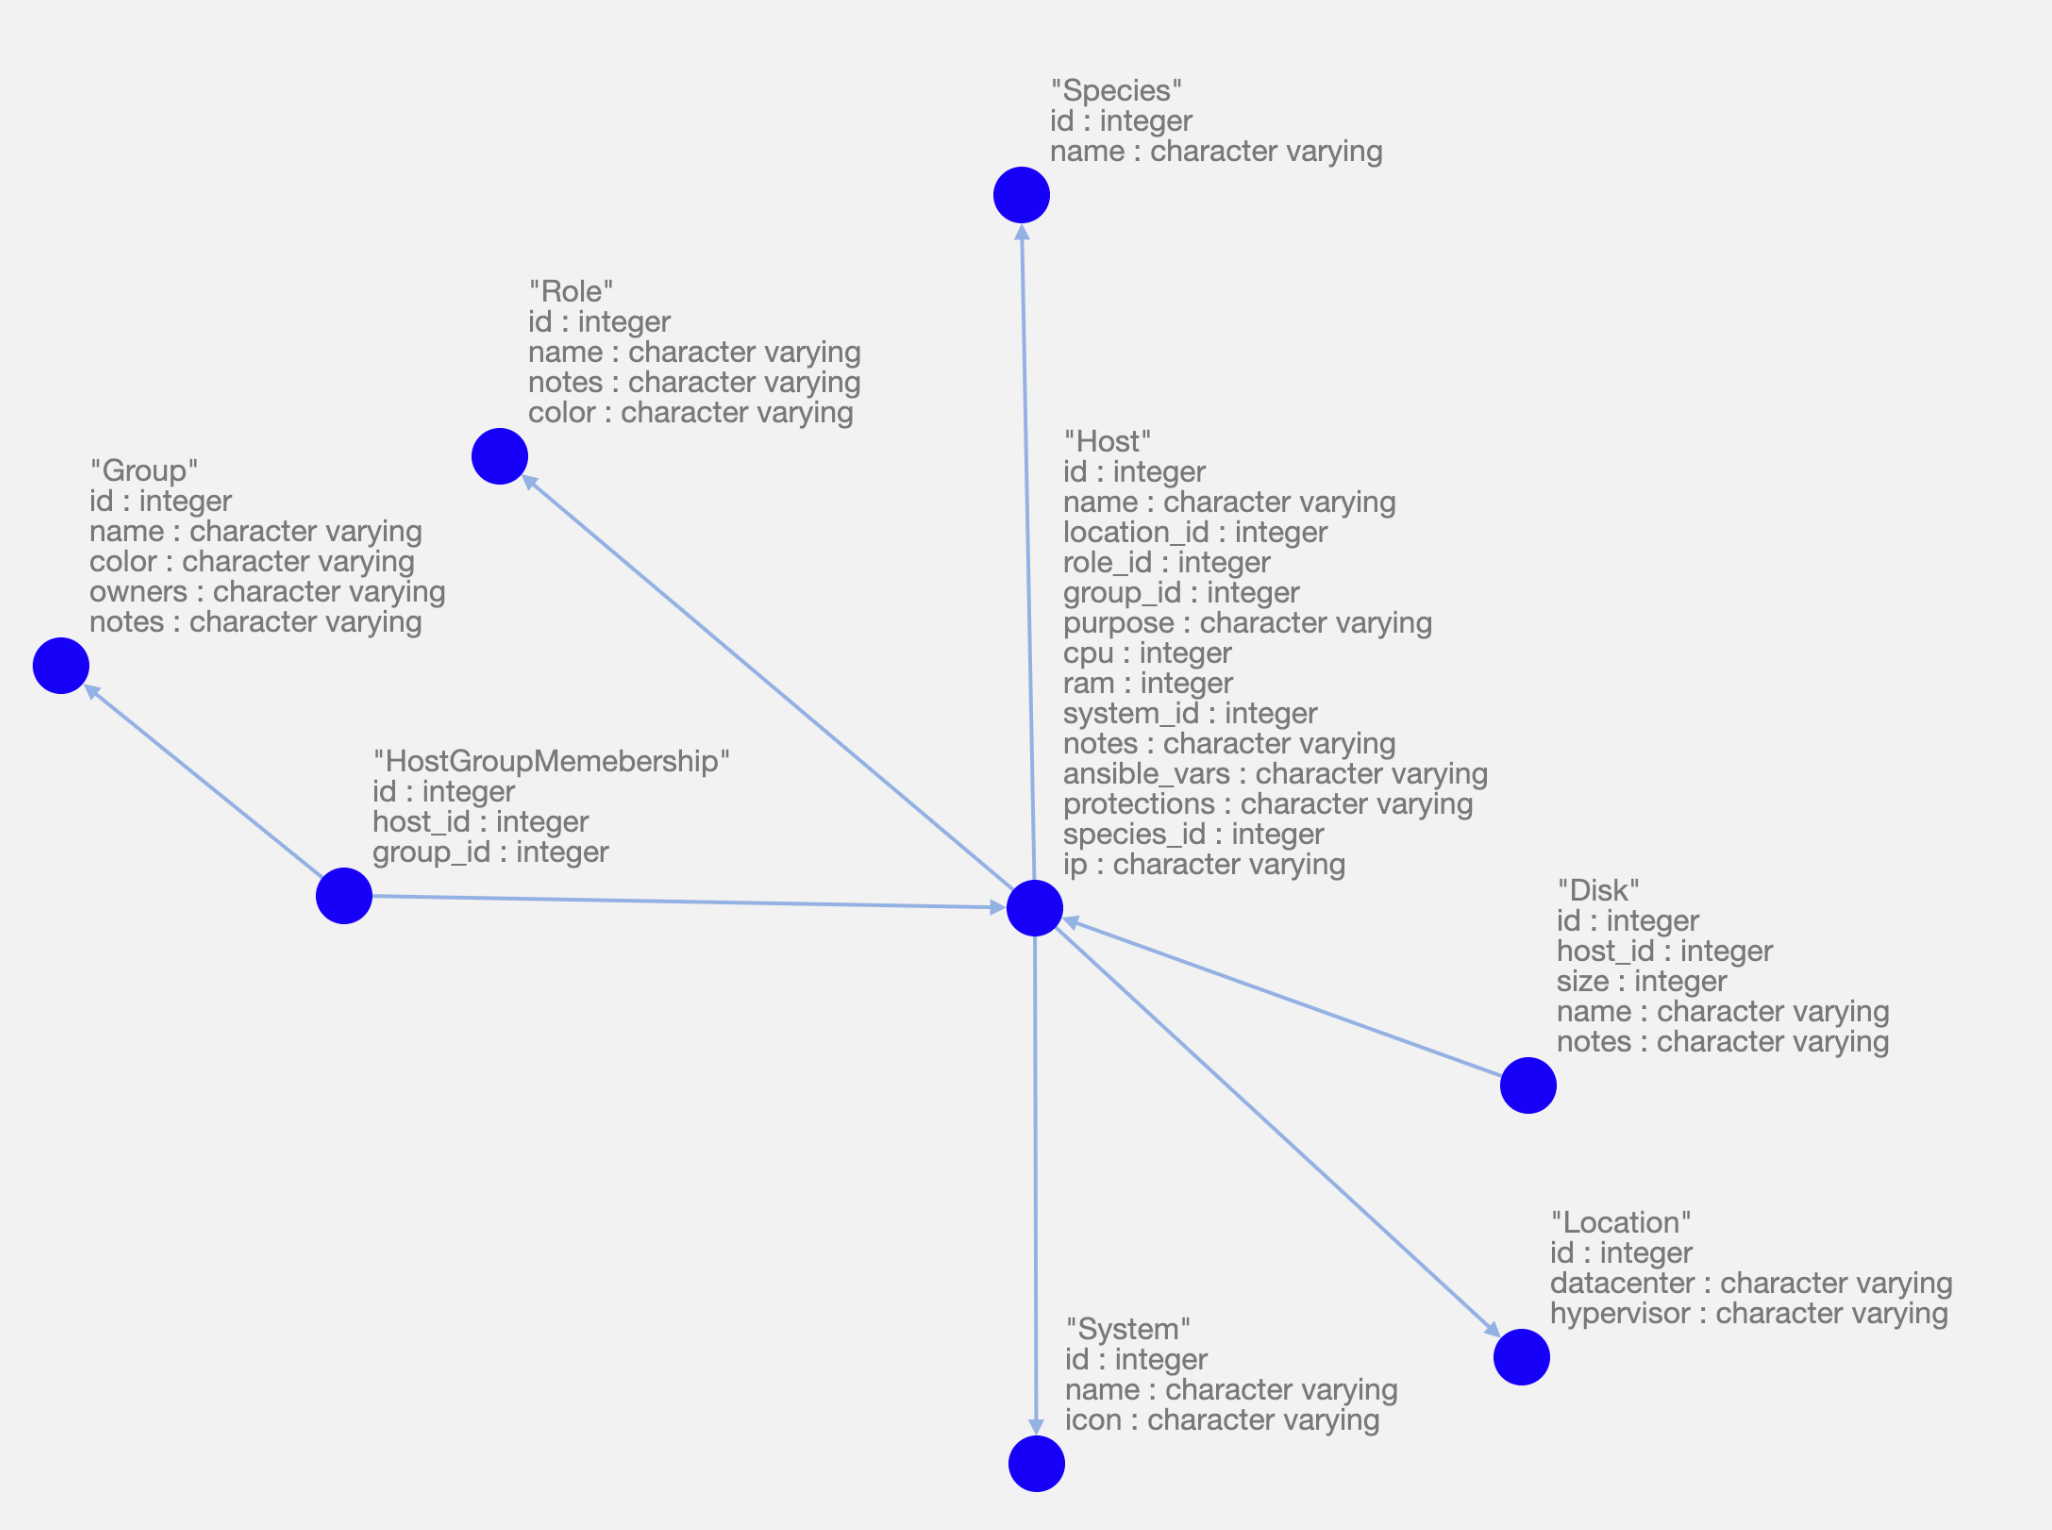 "Species"
id : integer
name : character varying
"Role"
id : integer
name : character varying
notes : character varying
color : character varying
"Group"
id : integer
name : character varying
color : character varying
owners : character varying
notes : character varying
"Host"
id : integer
name : character varying
location_id : integer
role_id : integer
group_id : integer
purpose : character varying
cpu : integer
ram : integer
system_id : integer
notes : character varying
ansible_vars : character varying
protections : character varying
species_id : integer
ip : character varying
"HostGroupMemebership"
id : integer
host_id : integer
group_id : integer
"Disk"
id : integer
host_id : integer
size : integer
name : character varying
notes : character varying
"Location"
id : integer
datacenter : character varying
hypervisor : character varying
"System"
id : integer
name : character varying
icon : character varying